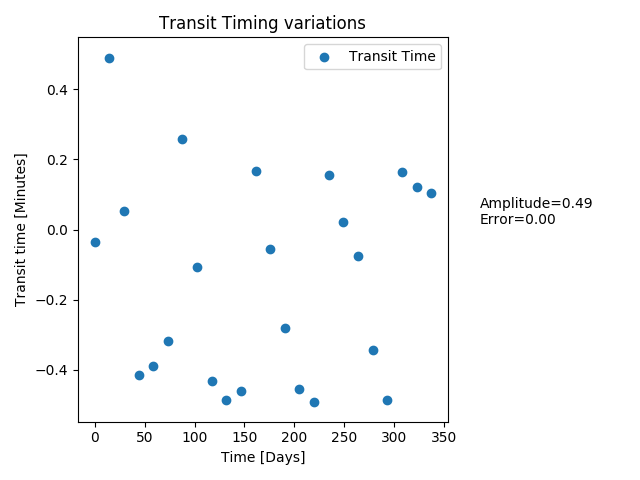 Transit Timing variations
Transit Time
0.4
0.2
0.0
−0.2
−0.4
Transit time [Minutes]
0 50 100 150 200 250 300 350
Time [Days]
Amplitude=0.49
Error=0.00